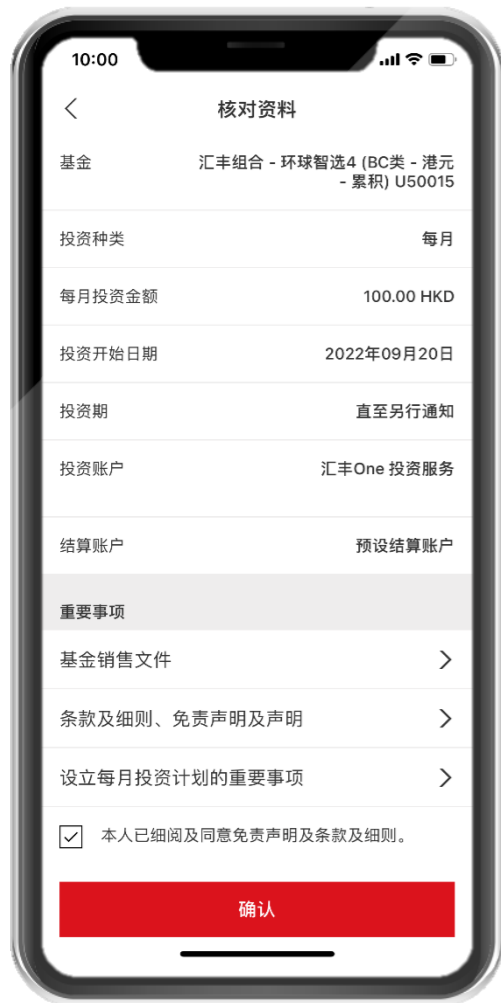 10:00
核对资料
基金
汇丰组合 - 环球智选4 (BC类 - 港元
- 累积) U50015
投资种类
每月
每月投资金额
100.00 HKD
投资开始日期
2022年09月20日
投资期
直至另行通知
投资账户
汇丰One 投资服务
结算账户
预设结算账户
重要事项
基金销售文件
条款及细则、免责声明及声明
设立每月投资计划的重要事项
本人已细阅及同意免责声明及条款及细则。
确认